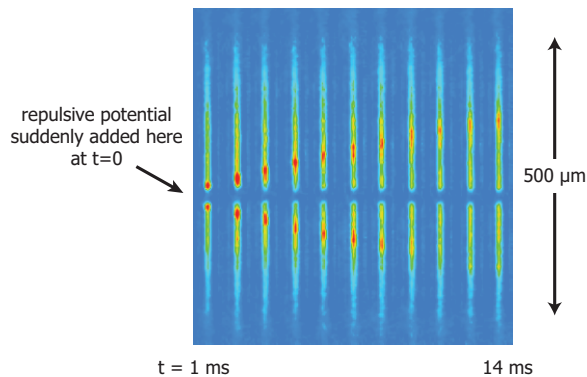 repulsive potential
suddenly added here
at t=0
500 µm
t = 1 ms
14 ms